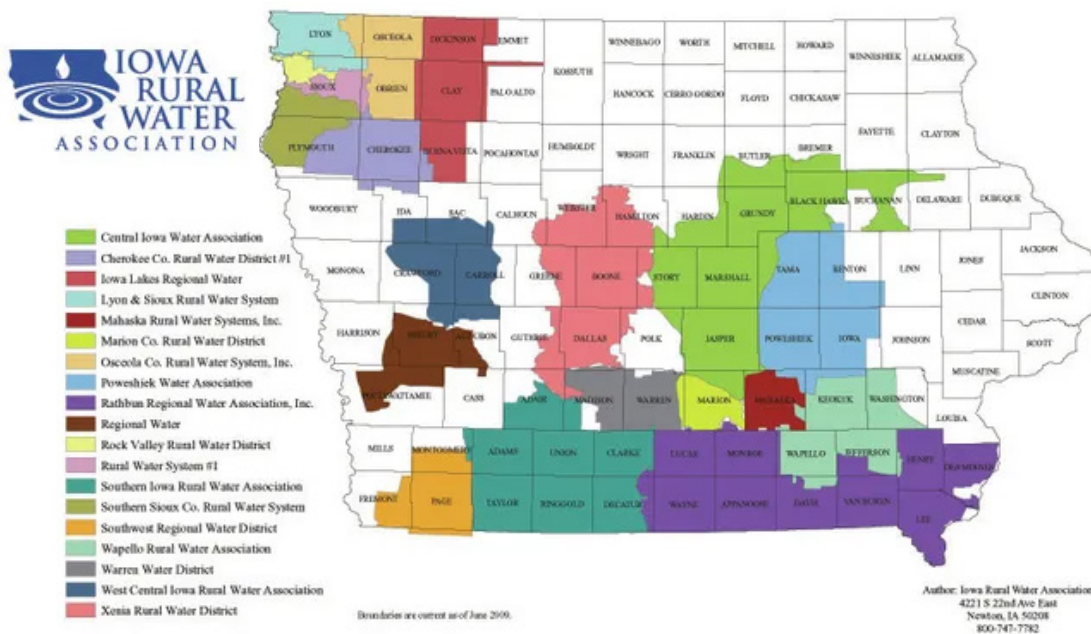 IOWA
RURAL
WATER
ASSOCIATION
LYON
OSCEOLA
DICKINSON
EMMET
KOSSUTH
WINNEBAGO
WORTH
MITCHELL
HOWARD
WINNESHIEK
ALLAMAKEE
SIOUX
OBRIEN
CLAY
PALO ALTO
HANCOCK
CERRO GORDO
FLOYD
CHICKASAW
PLYMOUTH
CHEROKEE
BUENA VISTA
POCAHONTAS
HUMBOLDT
WRIGHT
FRANKLIN
BUTLER
BREMER
FAYETTE
CLAYTON
WOODBURY
IDA
SAC
CALHOUN
WEBSTER
HAMILTON
HARDIN
GRUNDY
BLACK HAWK
BUCHANAN
DELAWARE
DUBUQUE
MONONA
CRAWFORD
CARROLL
GREENE
BOONE
STORY
MARSHALL
TAMA
BENTON
LINN
JONES
JACKSON
CLINTON
CEDAR
SCOTT
HARRISON
SHELBY
AUDUBON
GUTHRIE
DALLAS
POLK
JASPER
POWESHIEK
IOWA
JOHNSON
MUSCATINE
POTTAWATTAMIE
CASS
ADAIR
MADISON
WARREN
MARION
MAHASKA
KEOKUK
WASHINGTON
LOUISA
MILLS
MONTGOMERY
ADAMS
UNION
CLARKE
LUCAS
MONROE
WAPELLO
JEFFERSON
HENRY
DES MOINES
FREMONT
PAGE
TAYLOR
RINGGOLD
DECATUR
WAYNE
APPANOOSE
DAVIS
VAN BUREN
LEE
Central Iowa Water Association
Cherokee Co. Rural Water District #1
Iowa Lakes Regional Water
Lyon & Sioux Rural Water System
Mahaska Rural Water Systems, Inc.
Marion Co. Rural Water District
Osceola Co. Rural Water System, Inc.
Poweshiek Water Association
Rathbun Regional Water Association, Inc.
Regional Water
Rock Valley Rural Water District
Rural Water System #1
Southern Iowa Rural Water Association
Southern Sioux Co. Rural Water System
Southwest Regional Water District
Wapello Rural Water Association
Warren Water District
West Central Iowa Rural Water Association
Xenia Rural Water District
Boundaries are current as of June 2009.
Author: Iowa Rural Water Association
4221 S 22nd Ave East
Newton, IA 50208
800-747-7782